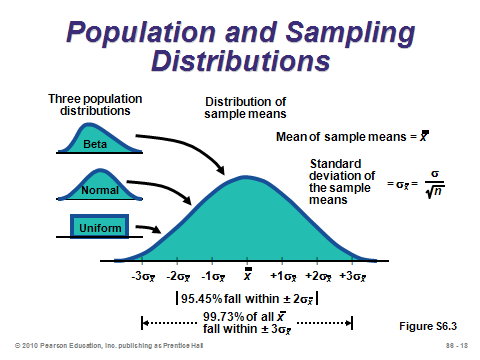 Population and Sampling
Distributions
Three population
distributions
Beta
Normal
Uniform
Distribution of
sample means
Mean of sample means = x̿
Standard
deviation of
the sample
means
= σx̅ = σ / √n
-3σx̅ -2σx̅ -1σx̅ x̿ +1σx̅ +2σx̅ +3σx̅
95.45% fall within ± 2σx̅
99.73% of all x̅
fall within ± 3σx̅
Figure S6.3
© 2010 Pearson Education, Inc. publishing as Prentice Hall
S6 - 13